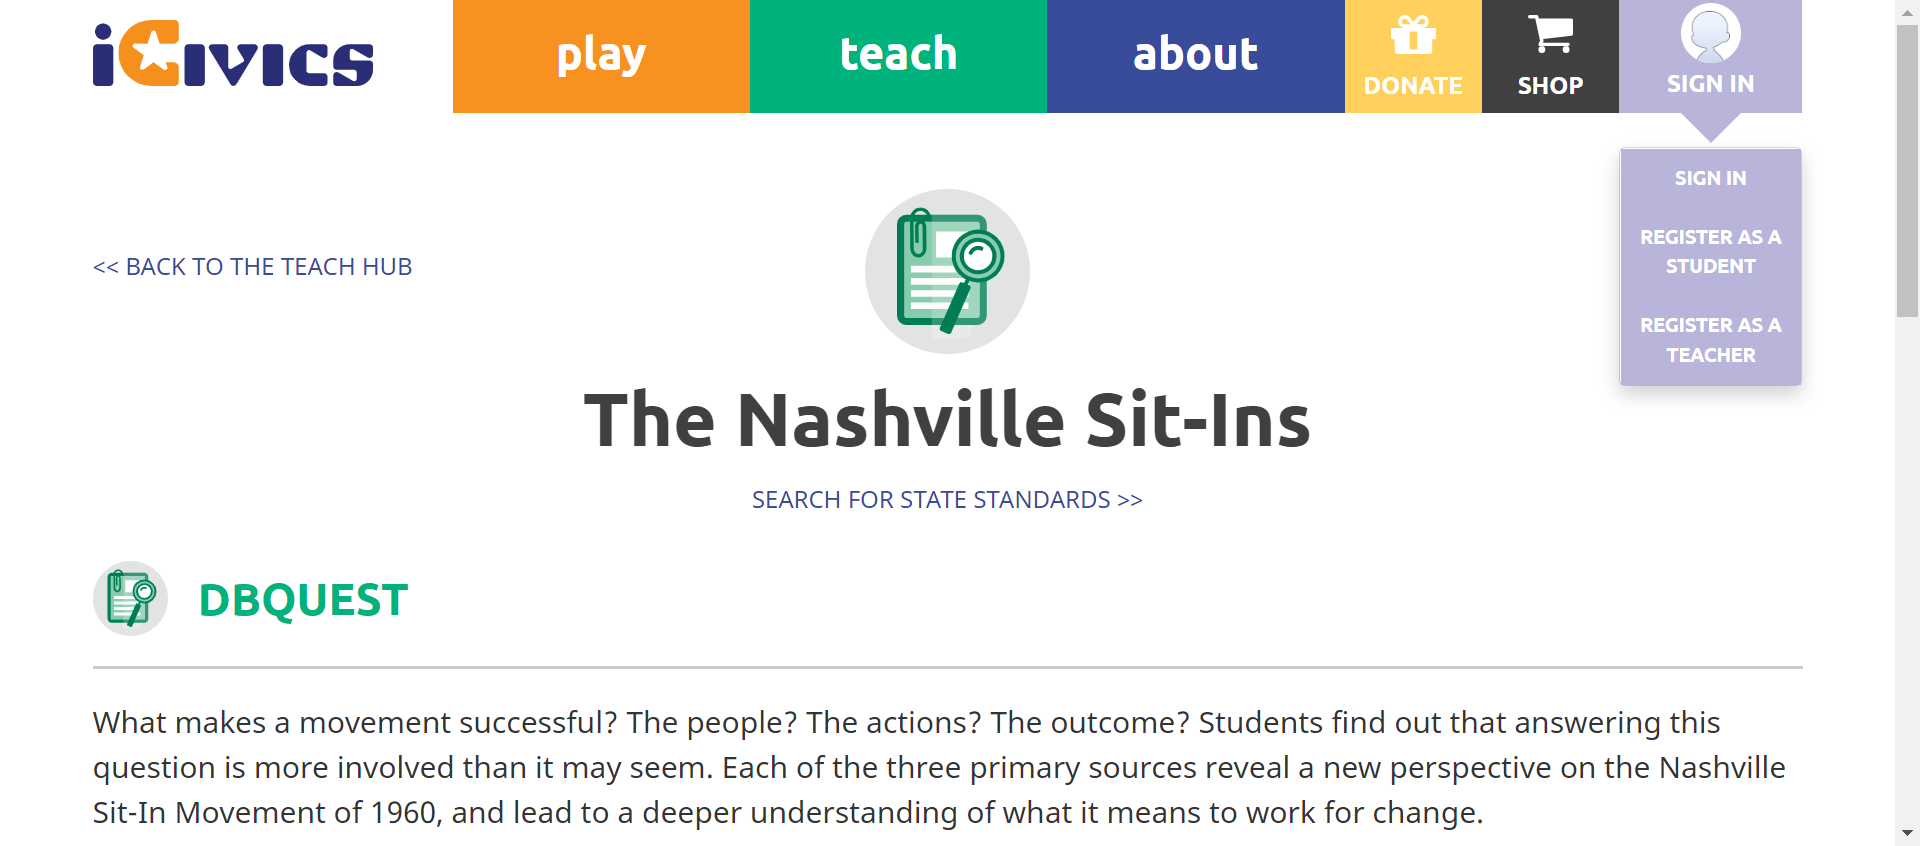 iCivics
play
teach
about
DONATE
SHOP
SIGN IN
SIGN IN
REGISTER AS A
STUDENT
REGISTER AS A
TEACHER
<< BACK TO THE TEACH HUB
The Nashville Sit-Ins
SEARCH FOR STATE STANDARDS >>
DBQUEST
What makes a movement successful? The people? The actions? The outcome? Students find out that answering this
question is more involved than it may seem. Each of the three primary sources reveal a new perspective on the Nashville
Sit-In Movement of 1960, and lead to a deeper understanding of what it means to work for change.